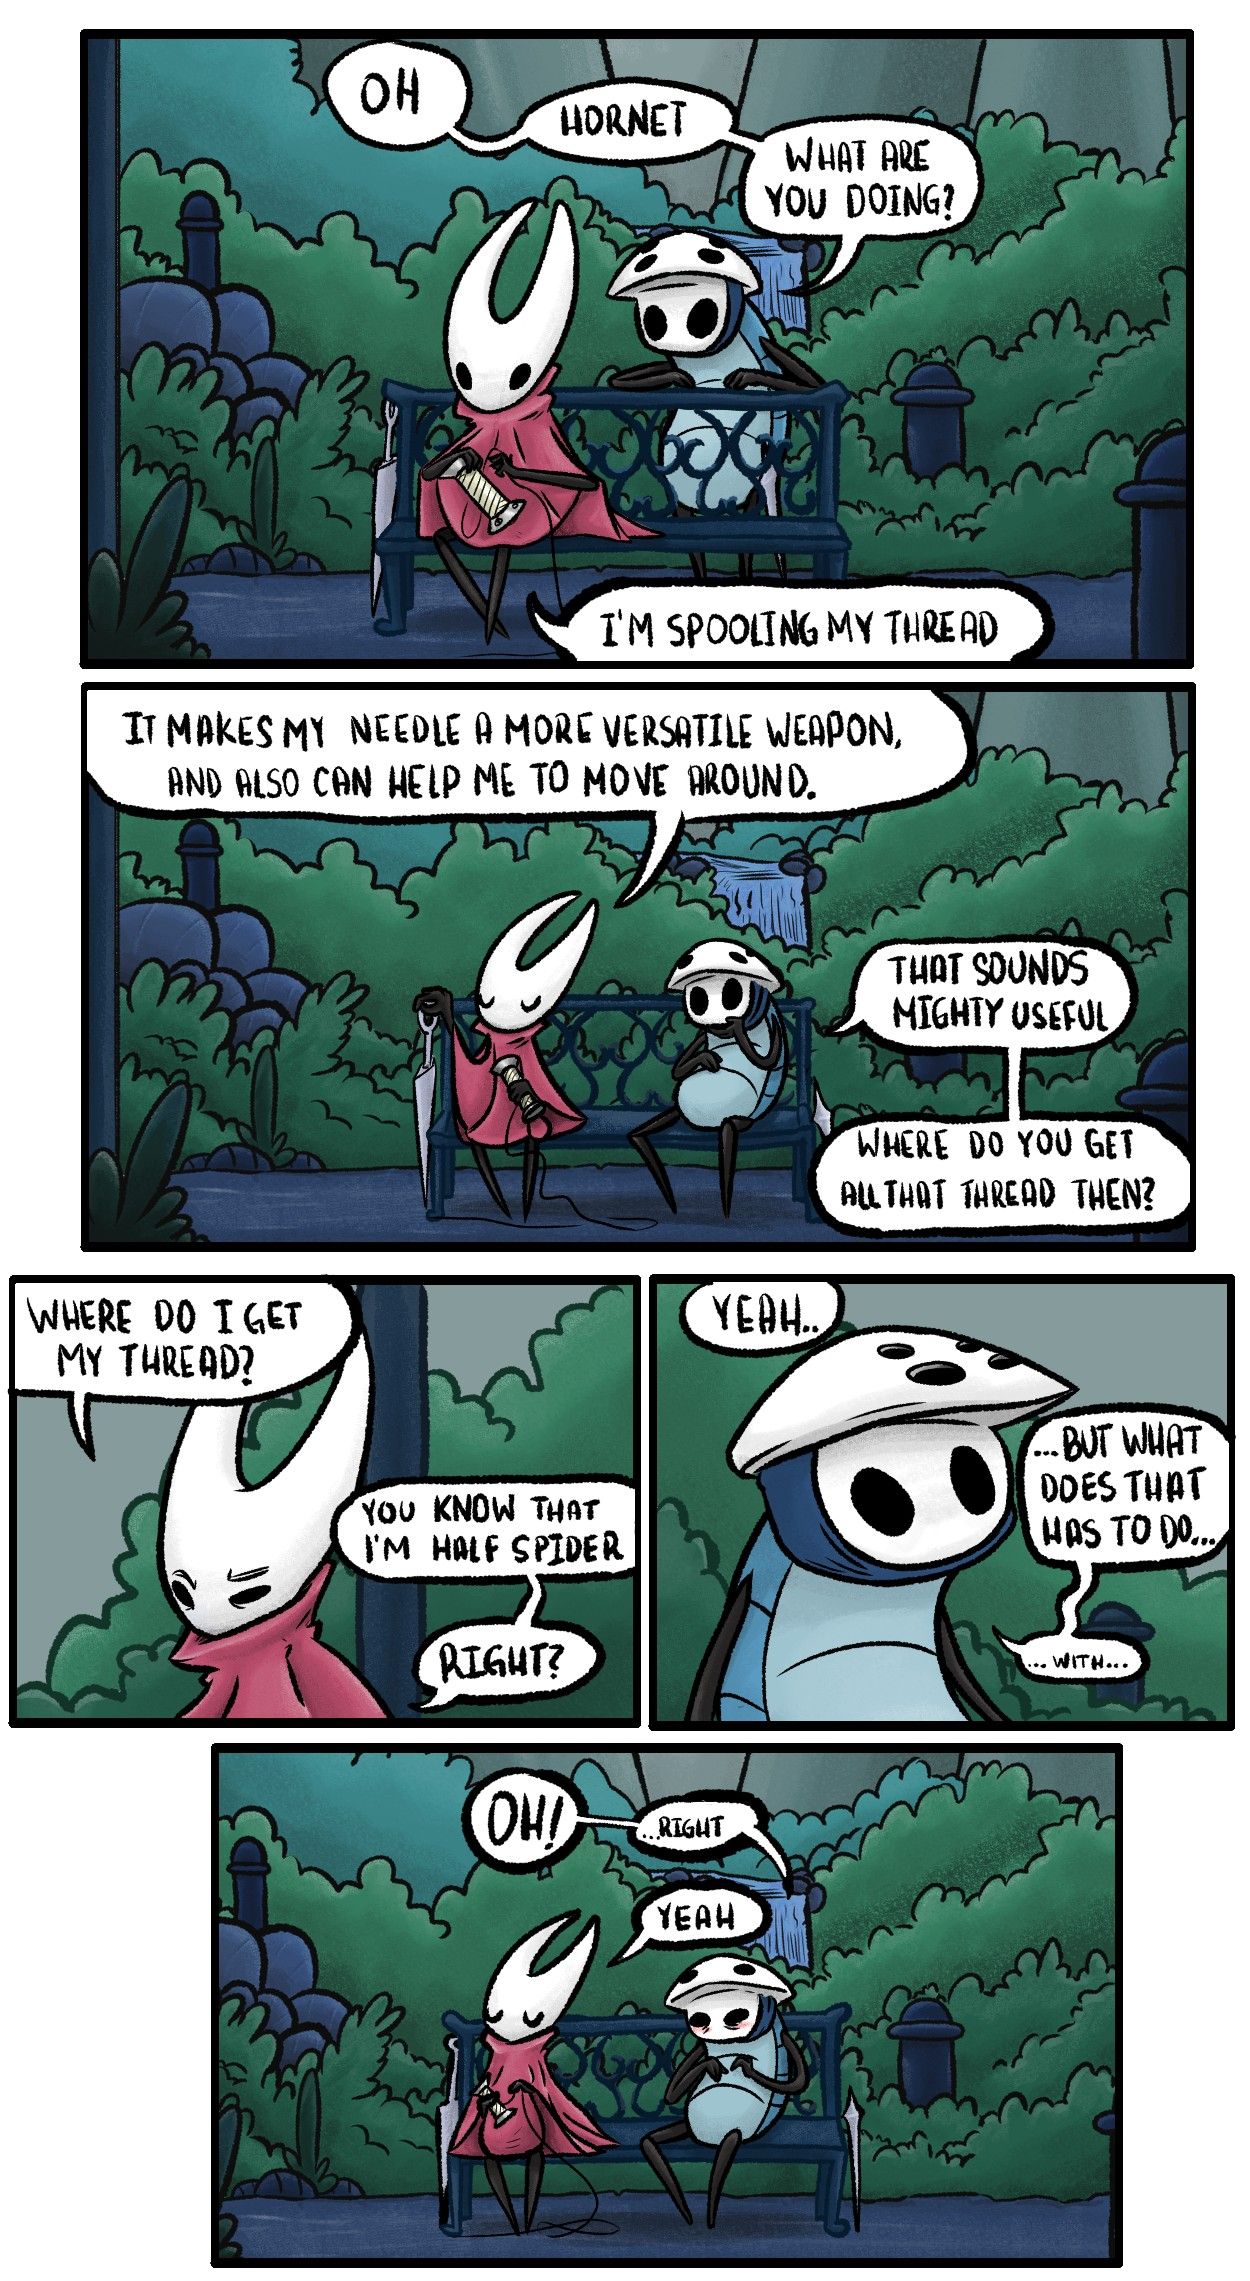 OH
HORNET
WHAT ARE
YOU DOING?
I'M SPOOLING MY THREAD
IT MAKES MY NEEDLE A MORE VERSATILE WEAPON,
AND ALSO CAN HELP ME TO MOVE AROUND.
THAT SOUNDS
MIGHTY USEFUL
WHERE DO YOU GET
ALL THAT THREAD THEN?
WHERE DO I GET
MY THREAD?
YOU KNOW THAT
I'M HALF SPIDER
RIGHT?
YEAH..
...BUT WHAT
DOES THAT
HAS TO DO...
... WITH...
OH!
...RIGHT
YEAH